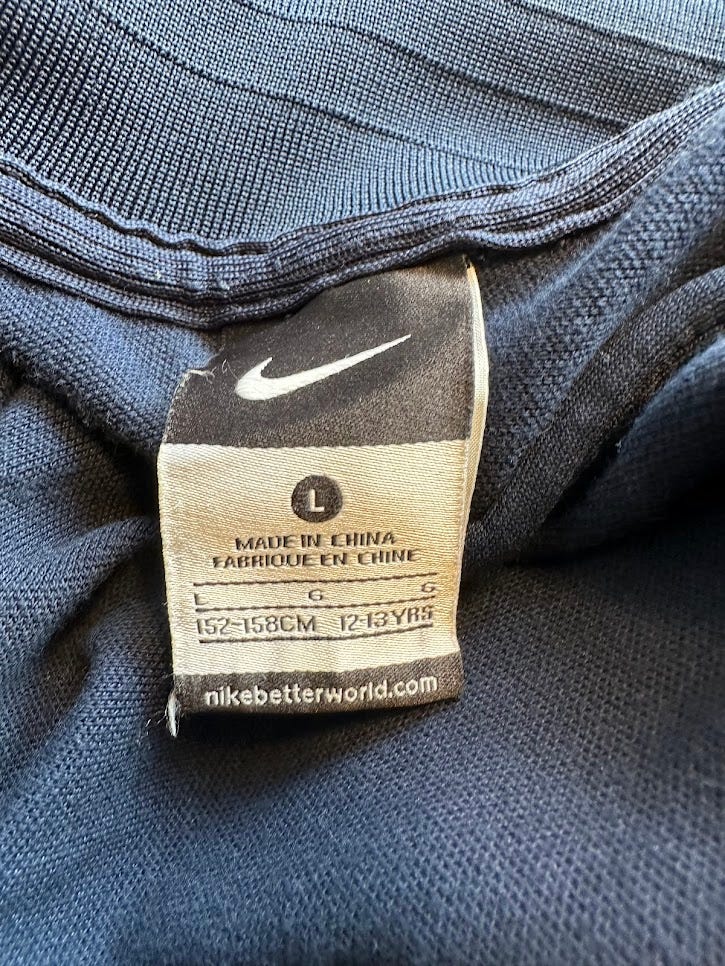 L
MADE IN CHINA
FABRIQUE EN CHINE
L G G
152-158CM 12-13YRS
nikebetterworld.com